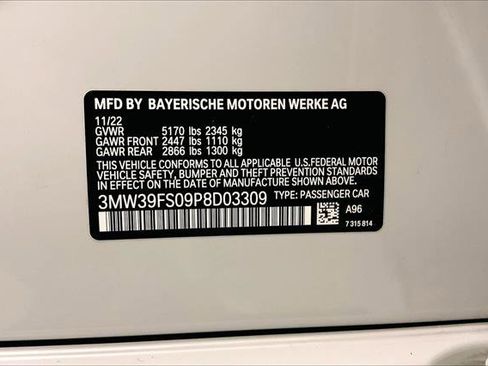 MFD BY BAYERISCHE MOTOREN WERKE AG
11/22
GVWR 5170 lbs 2345 kg
GAWR FRONT 2447 lbs 1110 kg
GAWR REAR 2866 lbs 1300 kg
THIS VEHICLE CONFORMS TO ALL APPLICABLE U.S.FEDERAL MOTOR
VEHICLE SAFETY, BUMPER, AND THEFT PREVENTION STANDARDS
IN EFFECT ON THE DATE OF MANUFACTURE SHOWN ABOVE.
3MW39FS09P8D03309 TYPE: PASSENGER CAR
A96
7 315 814